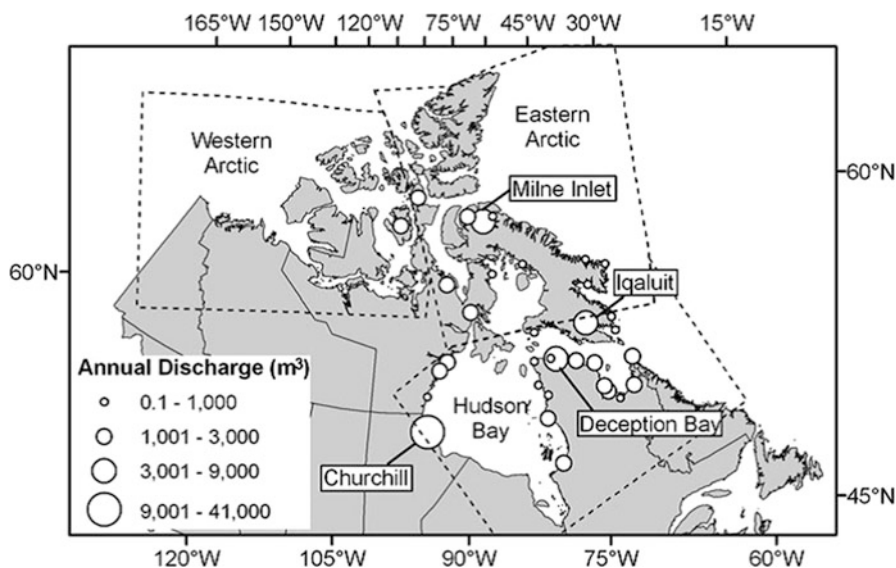 165°W 150°W 120°W 90°W 75°W 60°W 45°W 30°W 15°W
Western
Arctic
Eastern
Arctic
Milne Inlet
60°N
60°N
Iqaluit
Annual Discharge (m³)
0.1 - 1,000
1,001 - 3,000
3,001 - 9,000
9,001 - 41,000
Hudson
Bay
Deception Bay
Churchill
45°N
120°W 105°W 90°W 75°W 60°W